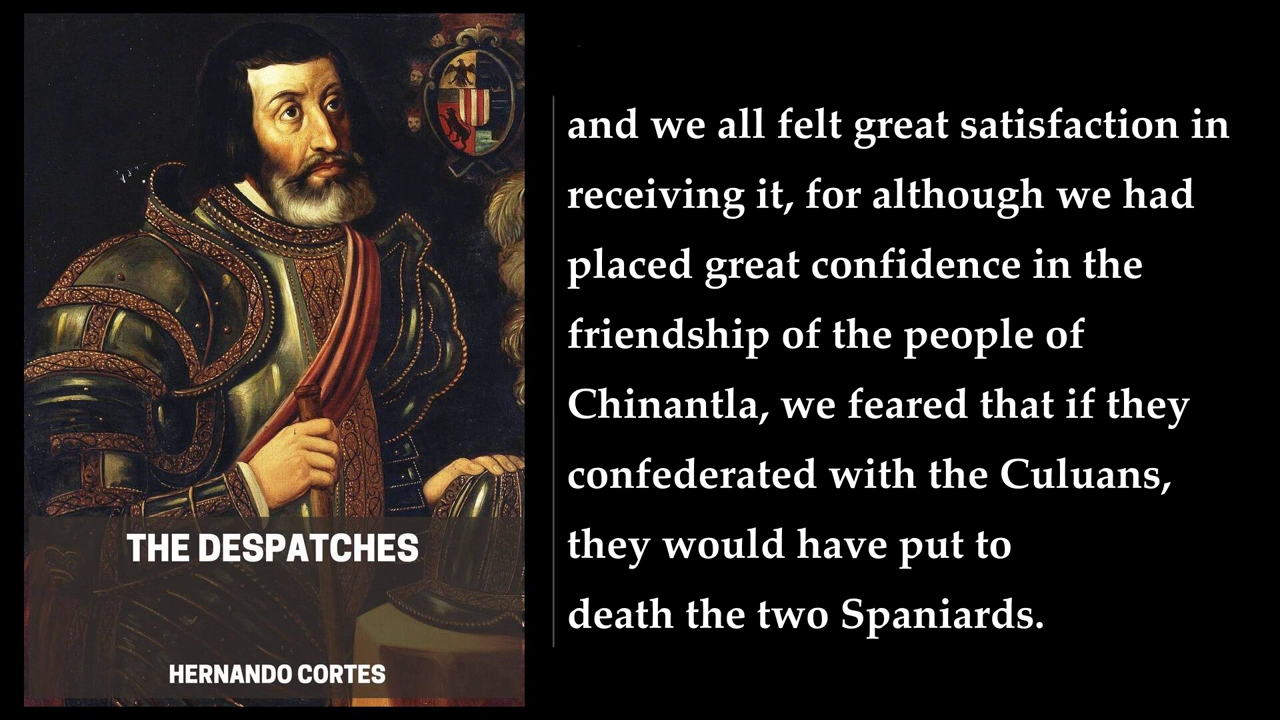 THE DESPATCHES
HERNANDO CORTES
and we all felt great satisfaction in
receiving it, for although we had
placed great confidence in the
friendship of the people of
Chinantla, we feared that if they
confederated with the Culuans,
they would have put to
death the two Spaniards.